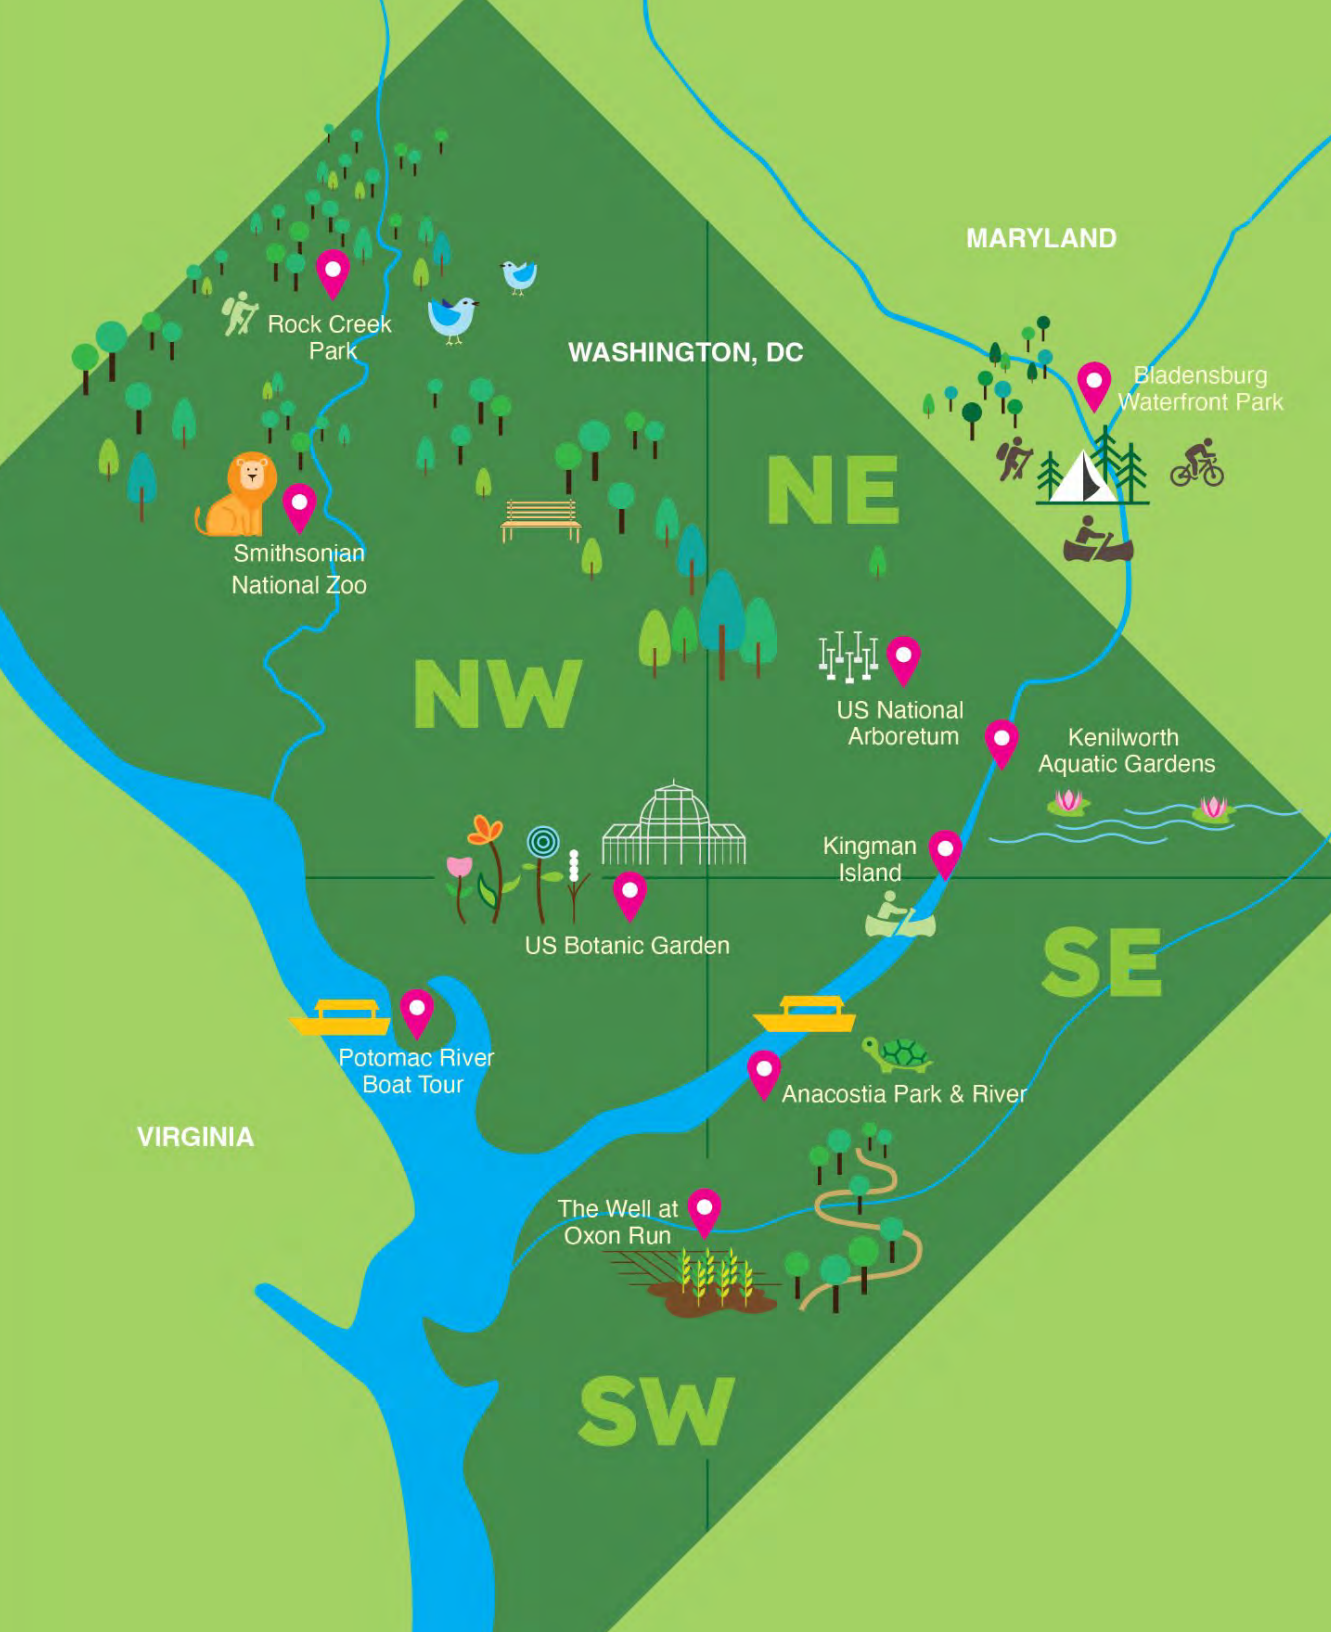 MARYLAND
Rock Creek
Park
WASHINGTON, DC
Bladensburg
Waterfront Park
NE
Smithsonian
National Zoo
NW
US National
Arboretum
Kenilworth
Aquatic Gardens
Kingman
Island
US Botanic Garden
SE
Potomac River
Boat Tour
Anacostia Park & River
VIRGINIA
The Well at
Oxon Run
SW